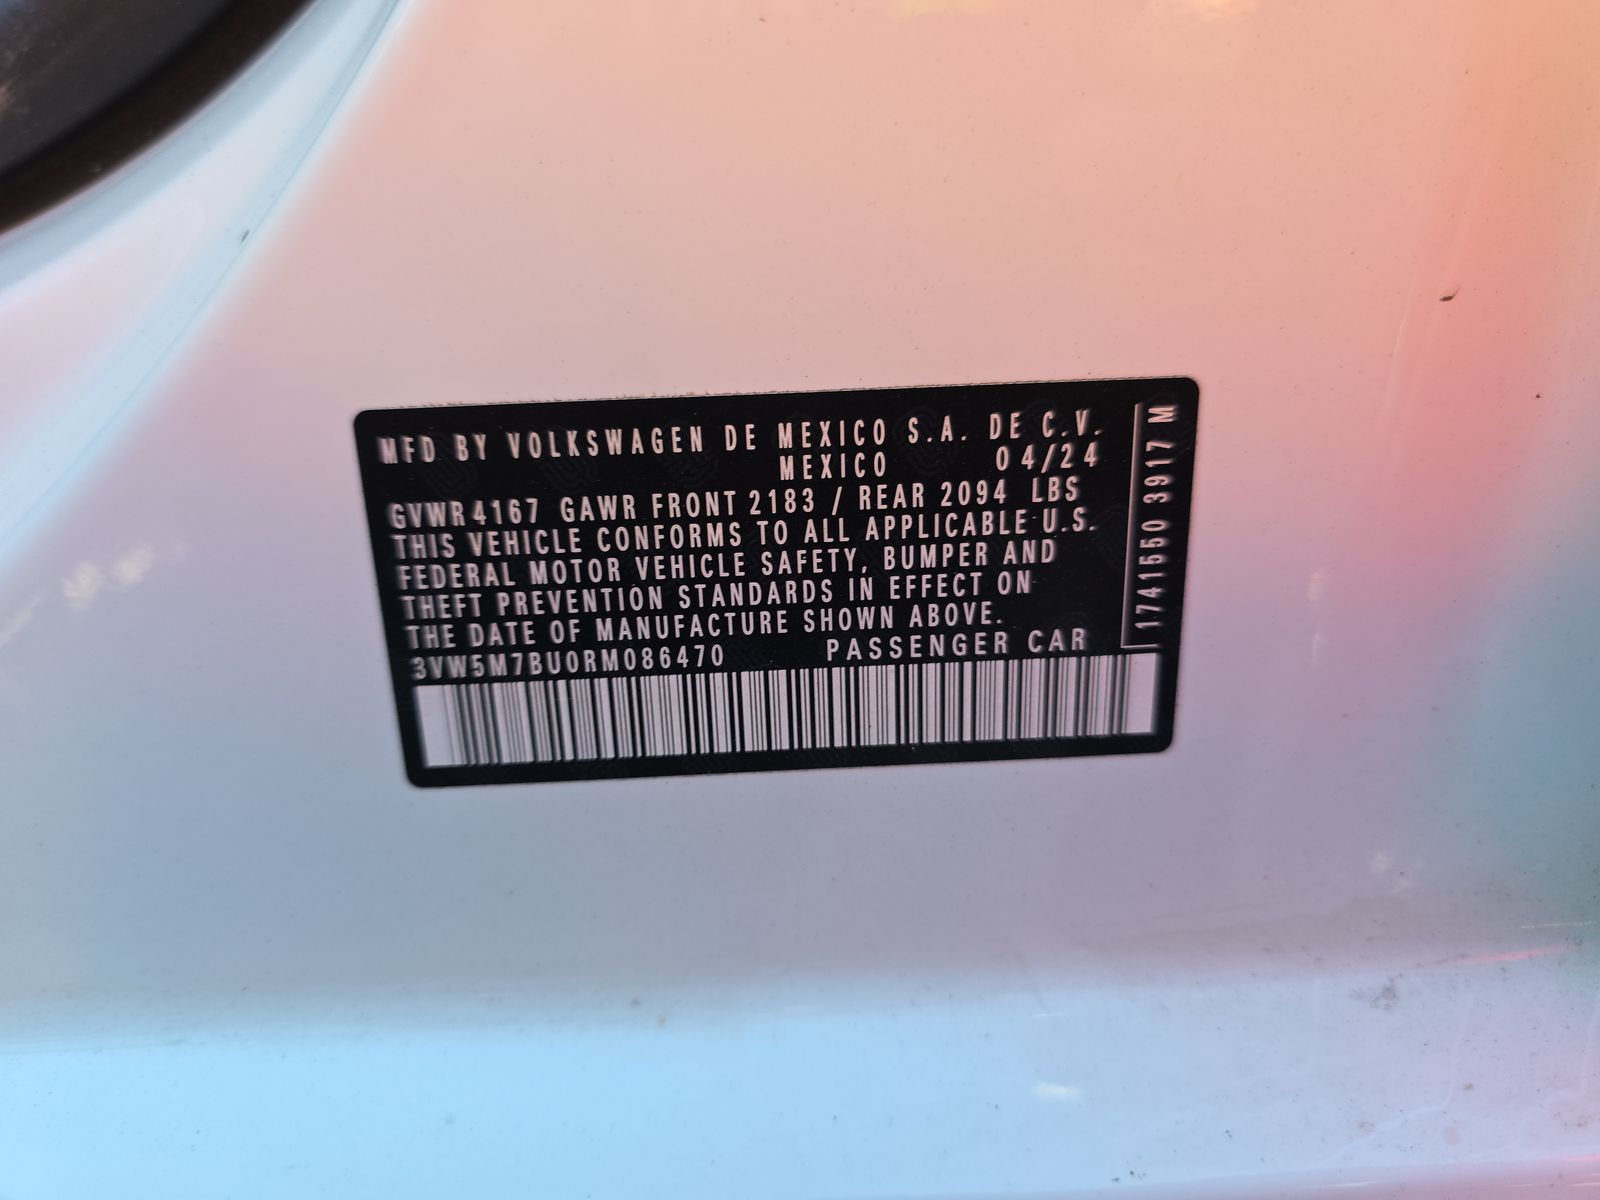 MFD BY VOLKSWAGEN DE MEXICO S.A. DE C.V.
MEXICO 04/24
GVWR 4167 GAWR FRONT 2183 / REAR 2094 LBS
THIS VEHICLE CONFORMS TO ALL APPLICABLE U.S.
FEDERAL MOTOR VEHICLE SAFETY, BUMPER AND
THEFT PREVENTION STANDARDS IN EFFECT ON
THE DATE OF MANUFACTURE SHOWN ABOVE.
3VW5M7BU0RM086470 PASSENGER CAR
1741550 3917 M